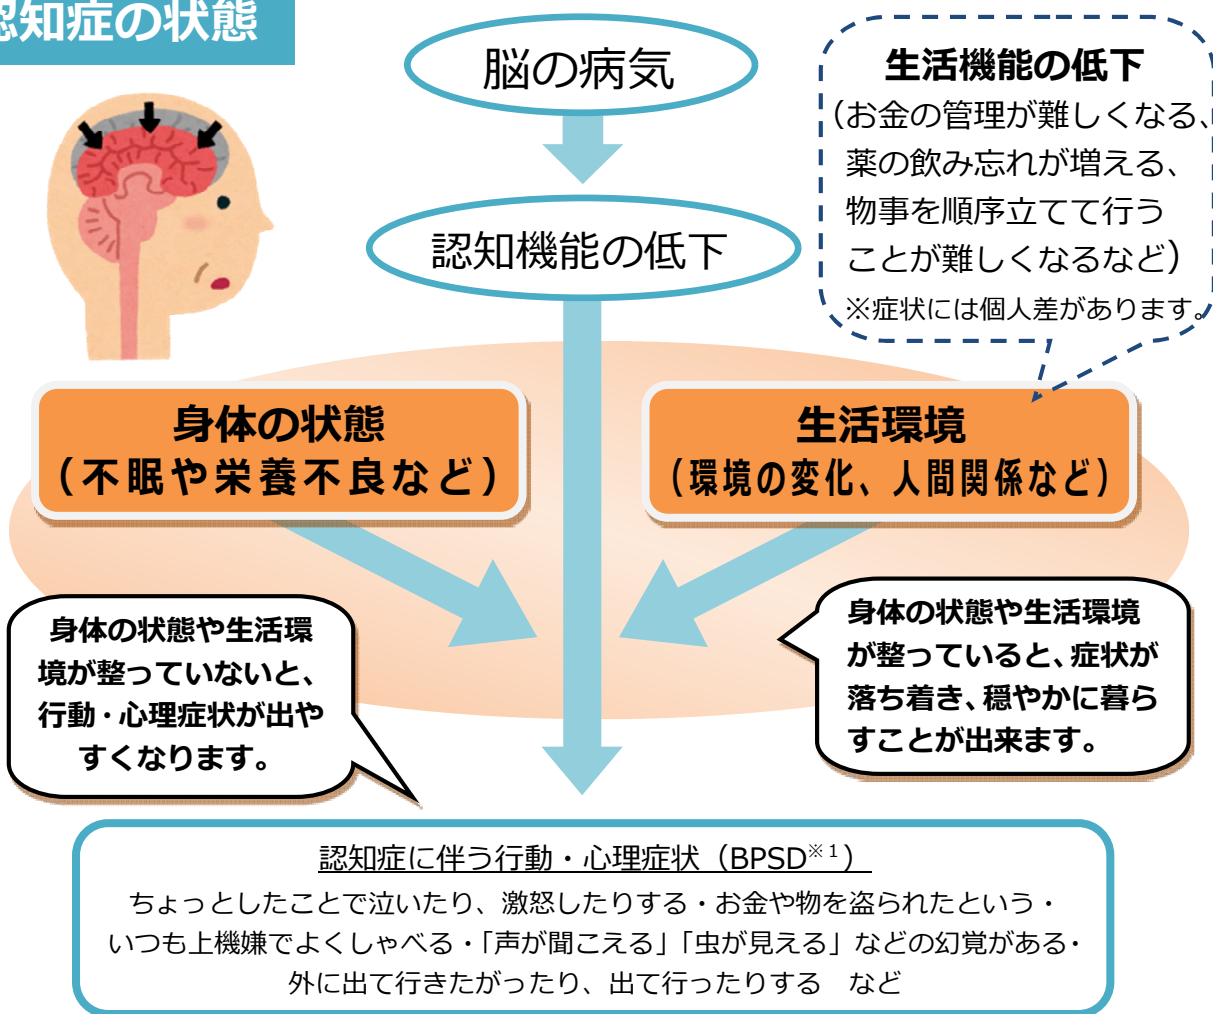 認知症の状態
脳の病気
生活機能の低下
（お金の管理が難しくなる、
薬の飲み忘れが増える、
物事を順序立てて行う
ことが難しくなるなど）
※症状には個人差があります。
認知機能の低下
身体の状態
（不眠や栄養不良など）
生活環境
（環境の変化、人間関係など）
身体の状態や生活環
境が整っていないと、
行動・心理症状が出や
すくなります。
身体の状態や生活環境
が整っていると、症状が
落ち着き、穏やかに暮ら
すことが出来ます。
認知症に伴う行動・心理症状（BPSD※１）
ちょっとしたことで泣いたり、激怒したりする・お金や物を盗られたという・
いつも上機嫌でよくしゃべる・「声が聞こえる」「虫が見える」などの幻覚がある・
外に出て行きたがったり、出て行ったりする　など